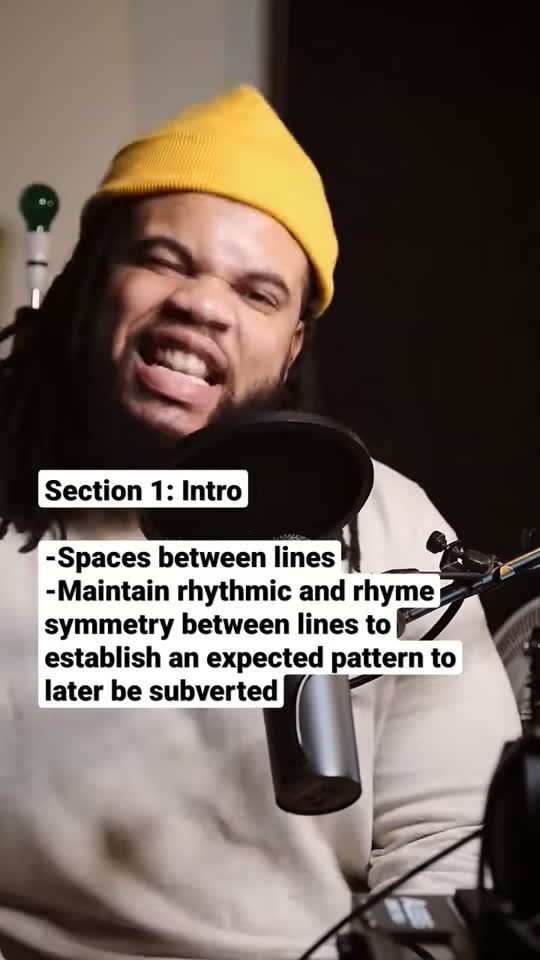 Section 1: Intro
-Spaces between lines
-Maintain rhythmic and rhyme
symmetry between lines to
establish an expected pattern to
later be subverted